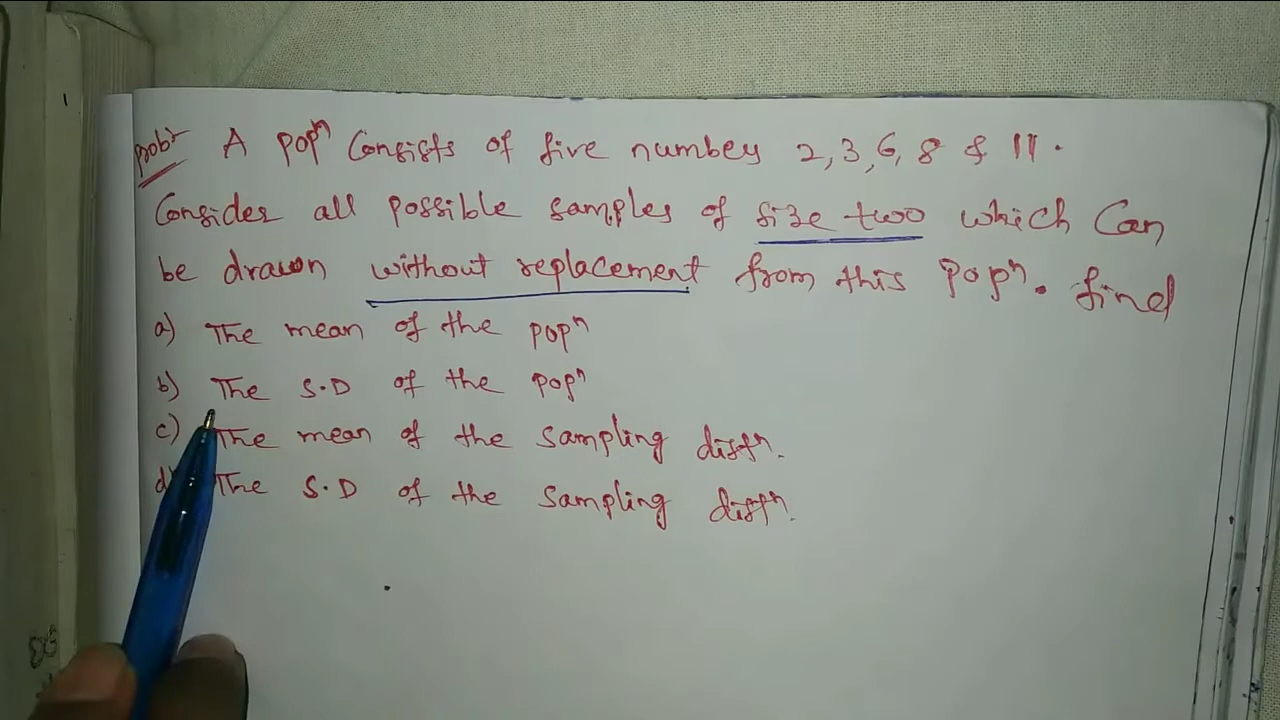 prob:-
A popⁿ Consists of five numbers 2, 3, 6, 8 & 11.
Consider all possible samples of size two which can
be drawn without replacement from this popⁿ. find
a) The mean of the popⁿ
b) The S.D of the popⁿ
c) The mean of the sampling distⁿ.
d) The S.D of the sampling distⁿ.